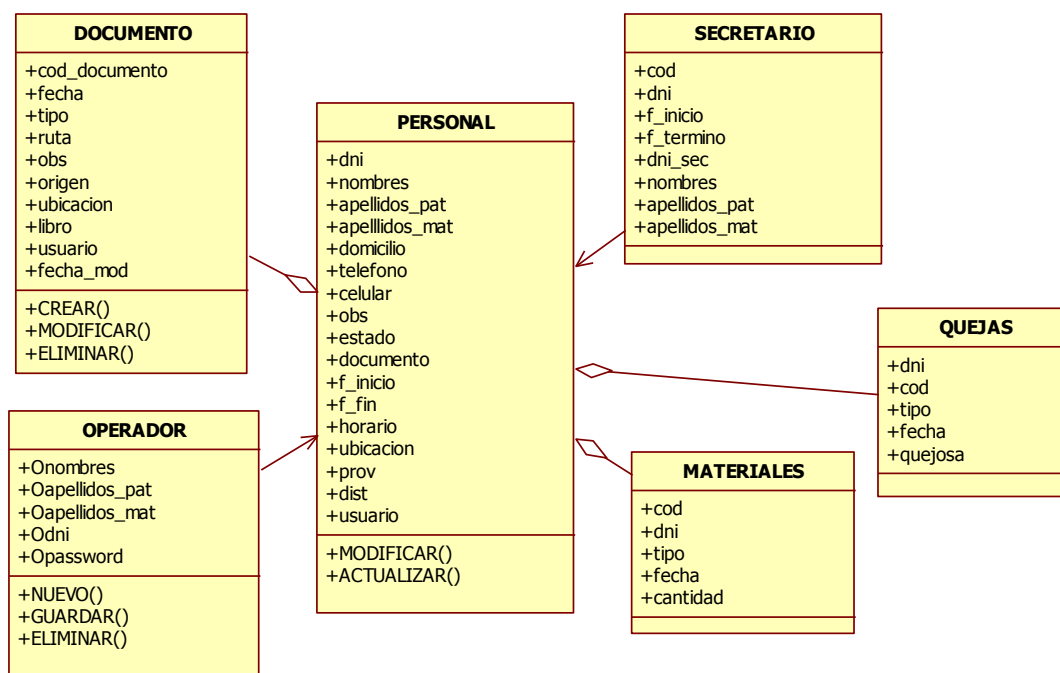 DOCUMENTO
+cod_documento
+fecha
+tipo
+ruta
+obs
+origen
+ubicacion
+libro
+usuario
+fecha_mod
+CREAR()
+MODIFICAR()
+ELIMINAR()
OPERADOR
+Onombres
+Oapellidos_pat
+Oapellidos_mat
+Odni
+Opassword
+NUEVO()
+GUARDAR()
+ELIMINAR()
PERSONAL
+dni
+nombres
+apellidos_pat
+apelllidos_mat
+domicilio
+telefono
+celular
+obs
+estado
+documento
+f_inicio
+f_fin
+horario
+ubicacion
+prov
+dist
+usuario
+MODIFICAR()
+ACTUALIZAR()
SECRETARIO
+cod
+dni
+f_inicio
+f_termino
+dni_sec
+nombres
+apellidos_pat
+apellidos_mat
QUEJAS
+dni
+cod
+tipo
+fecha
+quejosa
MATERIALES
+cod
+dni
+tipo
+fecha
+cantidad